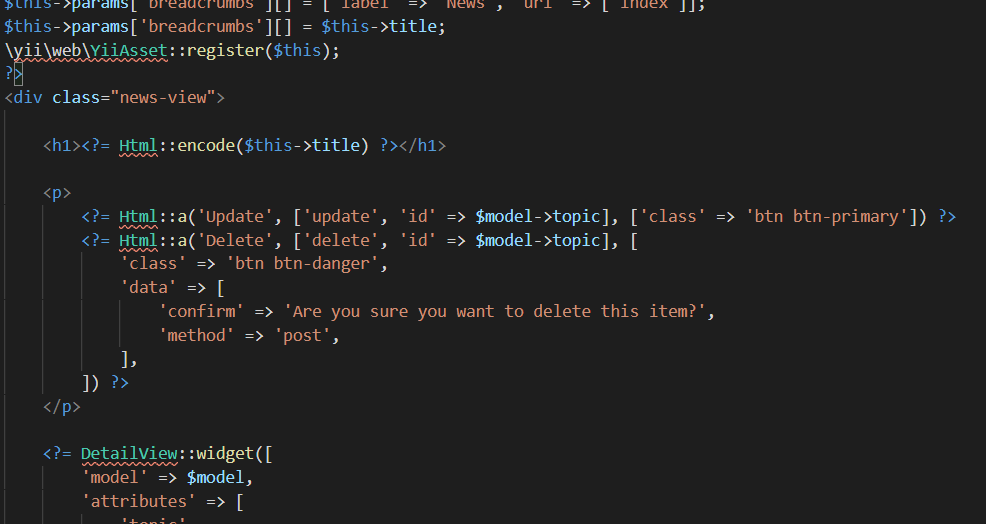 $this->params['breadcrumbs'][] = ['label' => 'News', 'url' => ['index']];
$this->params['breadcrumbs'][] = $this->title;
\yii\web\YiiAsset::register($this);
?>
<div class="news-view">
<h1><?= Html::encode($this->title) ?></h1>
<p>
<?= Html::a('Update', ['update', 'id' => $model->topic], ['class' => 'btn btn-primary']) ?>
<?= Html::a('Delete', ['delete', 'id' => $model->topic], [
'class' => 'btn btn-danger',
'data' => [
'confirm' => 'Are you sure you want to delete this item?',
'method' => 'post',
],
]) ?>
</p>
<?= DetailView::widget([
'model' => $model,
'attributes' => [
'topic',